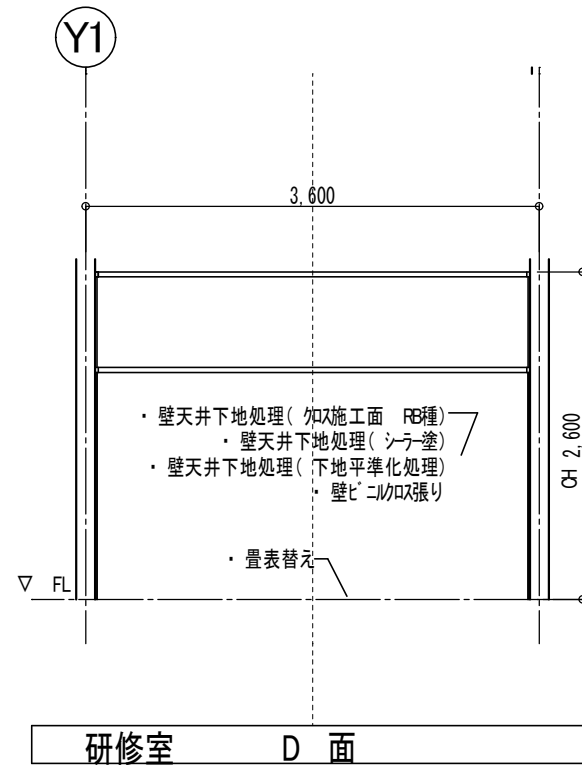 Y1
3,600
・壁天井下地処理(クロス施工面 RB種)
・壁天井下地処理(シーラー塗)
・壁天井下地処理(下地平準化処理)
・壁ビニルクロス張り
CH 2,600
・畳表替え
▽ FL
研修室 D 面